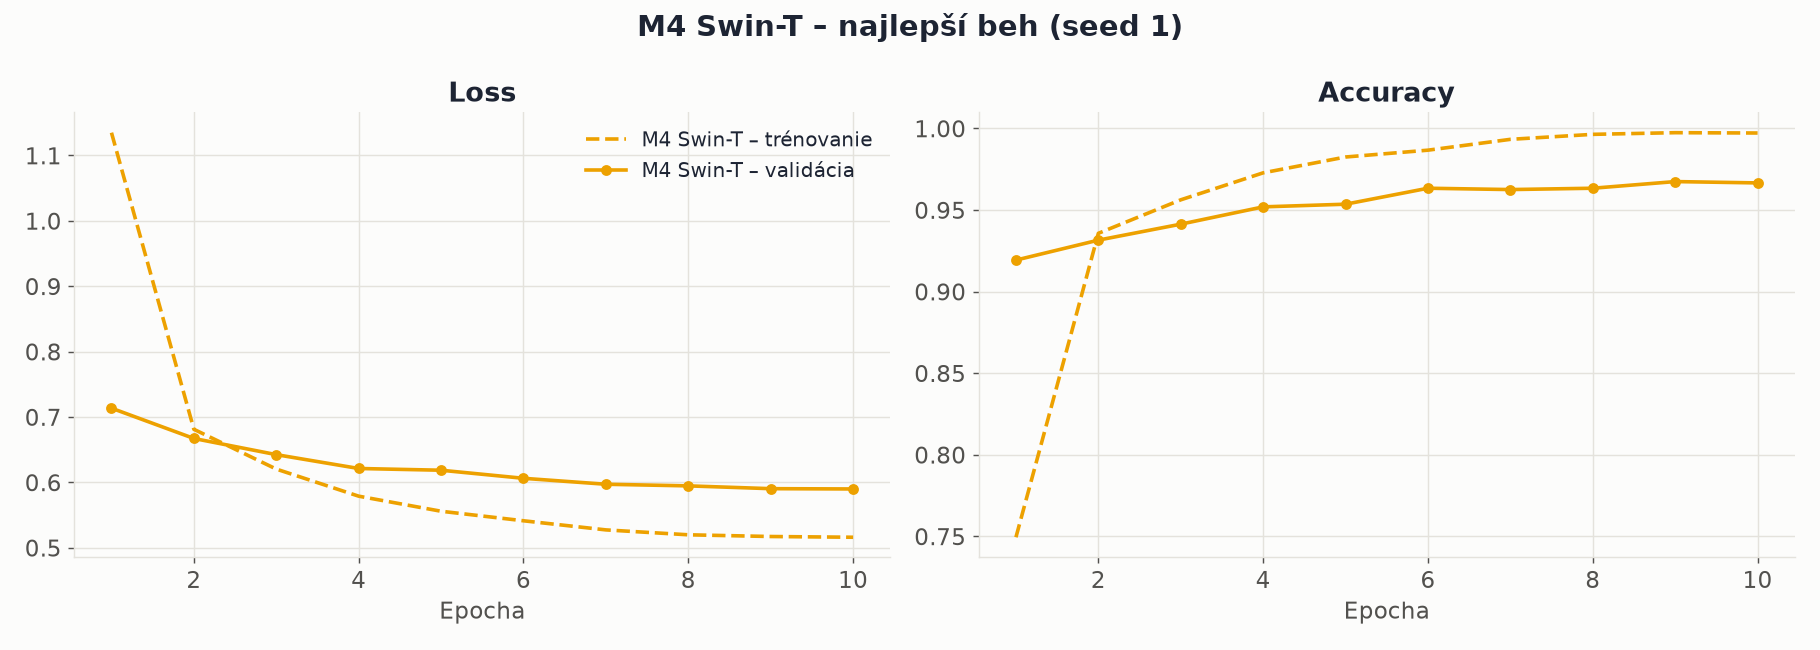 M4 Swin-T – najlepší beh (seed 1)
Loss
M4 Swin-T – trénovanie
M4 Swin-T – validácia
1.1
1.0
0.9
0.8
0.7
0.6
0.5
2 4 6 8 10
Epocha
Accuracy
1.00
0.95
0.90
0.85
0.80
0.75
2 4 6 8 10
Epocha